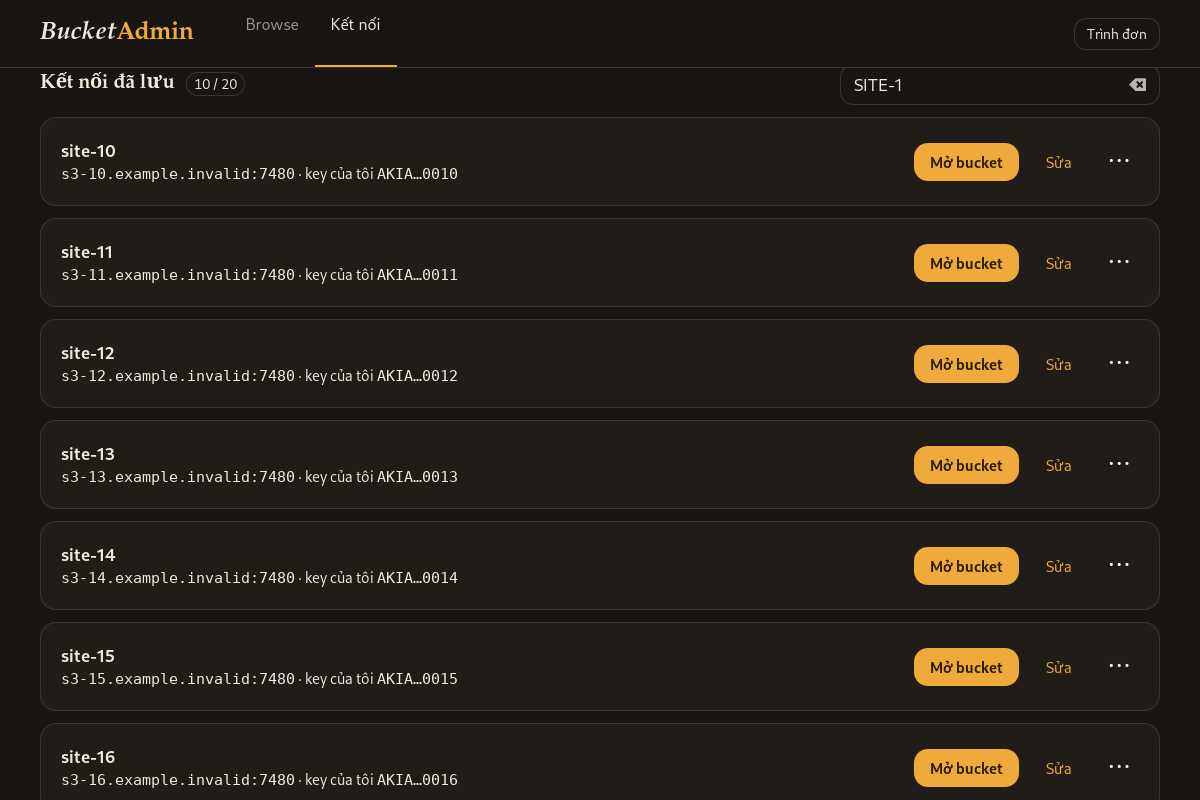 BucketAdmin Browse Kết nối Trình đơn
Kết nối đã lưu 10 / 20 SITE-1
site-10
s3-10.example.invalid:7480 · key của tôi AKIA…0010
Mở bucket Sửa ···
site-11
s3-11.example.invalid:7480 · key của tôi AKIA…0011
Mở bucket Sửa ···
site-12
s3-12.example.invalid:7480 · key của tôi AKIA…0012
Mở bucket Sửa ···
site-13
s3-13.example.invalid:7480 · key của tôi AKIA…0013
Mở bucket Sửa ···
site-14
s3-14.example.invalid:7480 · key của tôi AKIA…0014
Mở bucket Sửa ···
site-15
s3-15.example.invalid:7480 · key của tôi AKIA…0015
Mở bucket Sửa ···
site-16
s3-16.example.invalid:7480 · key của tôi AKIA…0016
Mở bucket Sửa ···